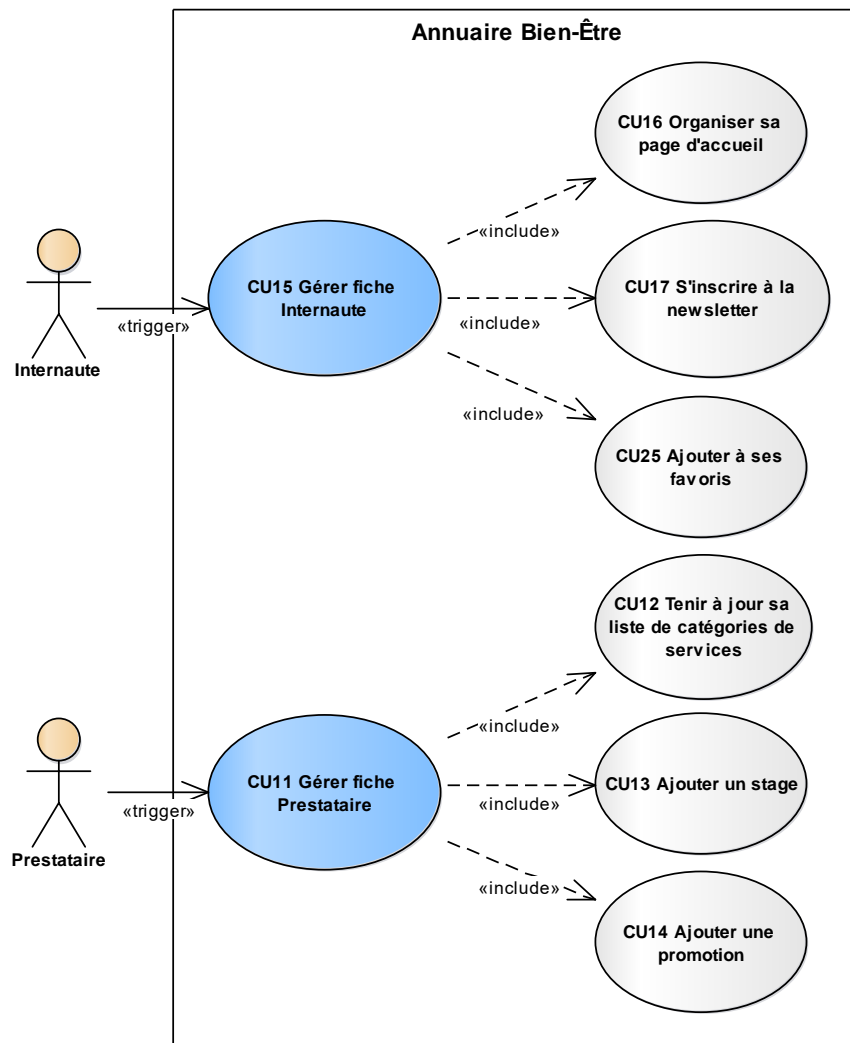 Annuaire Bien-Être
CU16 Organiser sa
page d'accueil
«include»
CU15 Gérer fiche
Internaute
CU17 S'inscrire à la
newsletter
«trigger»
«include»
Internaute
«include»
CU25 Ajouter à ses
favoris
CU12 Tenir à jour sa
liste de catégories de
services
«include»
CU11 Gérer fiche
Prestataire
CU13 Ajouter un stage
«trigger»
«include»
Prestataire
«include»
CU14 Ajouter une
promotion